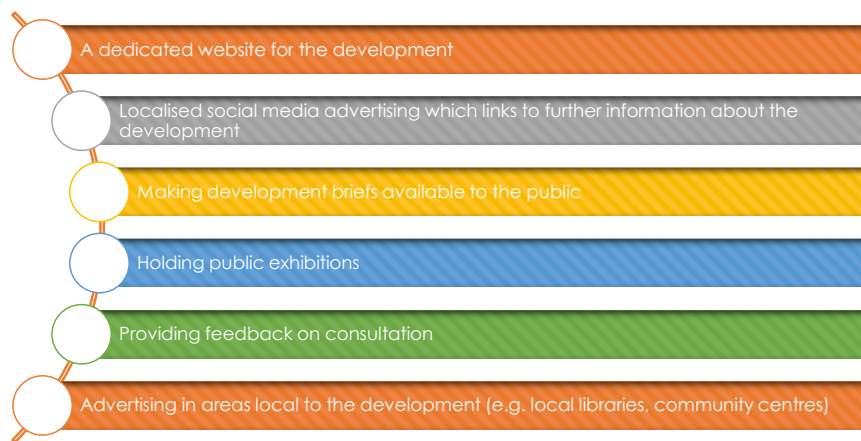 A dedicated website for the development
Localised social media advertising which links to further information about the
development
Making development briefs available to the public
Holding public exhibitions
Providing feedback on consultation
Advertising in areas local to the development (e.g. local libraries, community centres)